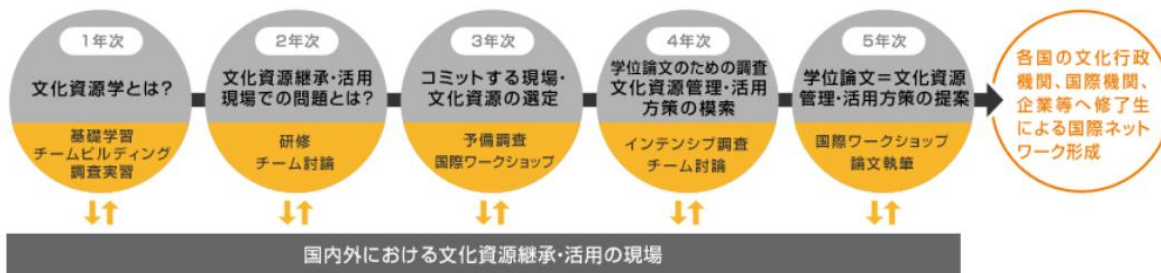 1年次
文化資源学とは?
基礎学習
チームビルディング
調査実習
2年次
文化資源継承・活用
現場での問題とは?
研修
チーム討論
3年次
コミットする現場・
文化資源の選定
予備調査
国際ワークショップ
4年次
学位論文のための調査
文化資源管理・活用
方策の模索
インテンシブ調査
チーム討論
5年次
学位論文=文化資源
管理・活用方策の提案
国際ワークショップ
論文執筆
各国の文化行政
機関、国際機関、
企業等へ修了生
による国際ネット
ワーク形成
国内外における文化資源継承・活用の現場